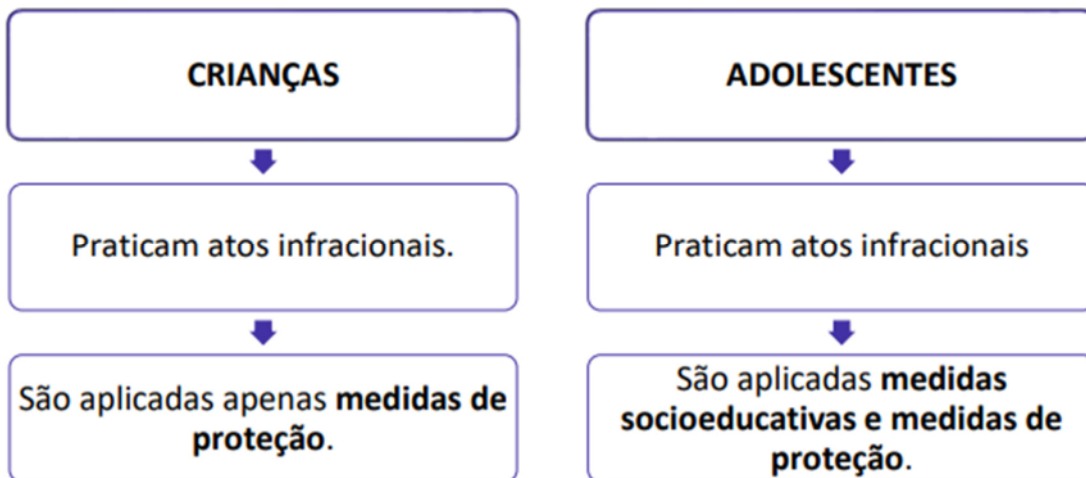 CRIANÇAS
Praticam atos infracionais.
São aplicadas apenas medidas de
proteção.
ADOLESCENTES
Praticam atos infracionais
São aplicadas medidas
socioeducativas e medidas de
proteção.